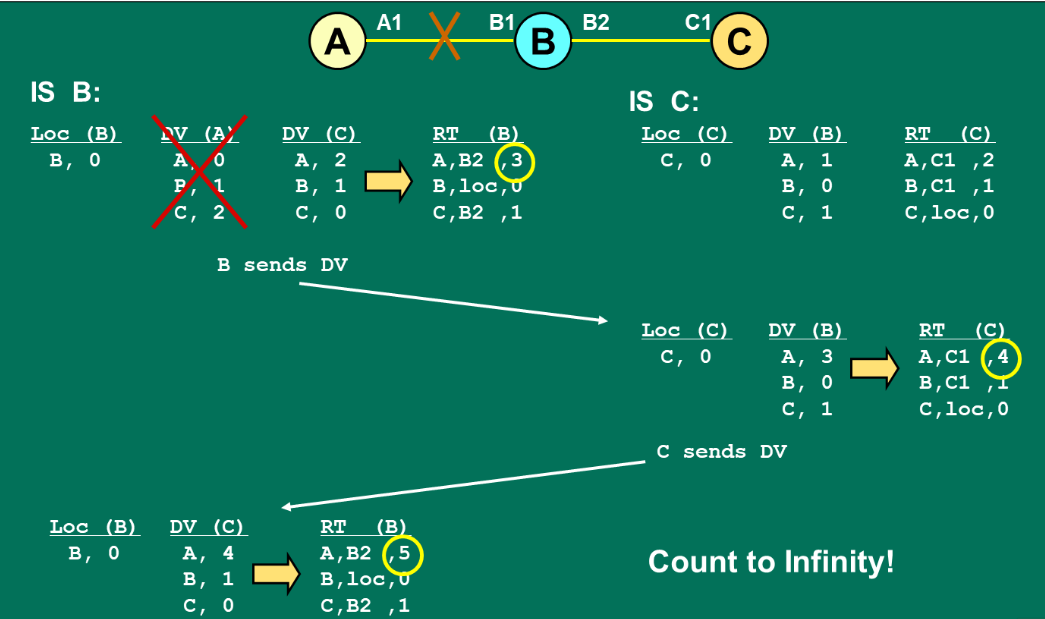 A A1 B1 B B2 C1 C
IS B:
Loc (B) DV (A) DV (C) RT (B)
B, 0 A, 0 A, 2 A,B2 ,3
B, 1 B, 1 B,loc,0
C, 2 C, 0 C,B2 ,1
IS C:
Loc (C) DV (B) RT (C)
C, 0 A, 1 A,C1 ,2
B, 0 B,C1 ,1
C, 1 C,loc,0
B sends DV
Loc (C) DV (B) RT (C)
C, 0 A, 3 A,C1 ,4
B, 0 B,C1 ,1
C, 1 C,loc,0
C sends DV
Loc (B) DV (C) RT (B)
B, 0 A, 4 A,B2 ,5
B, 1 B,loc,0
C, 0 C,B2 ,1
Count to Infinity!